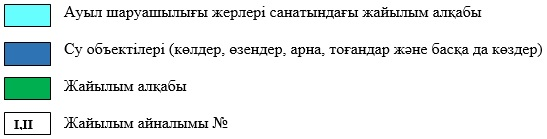 Ауыл шаруашылығы жерлері санатындағы жайылым алқабы
Су объектілері (көлдер, өзендер, арна, тоғандар және басқа да көздер)
Жайылым алқабы
I,II Жайылым айналымы №